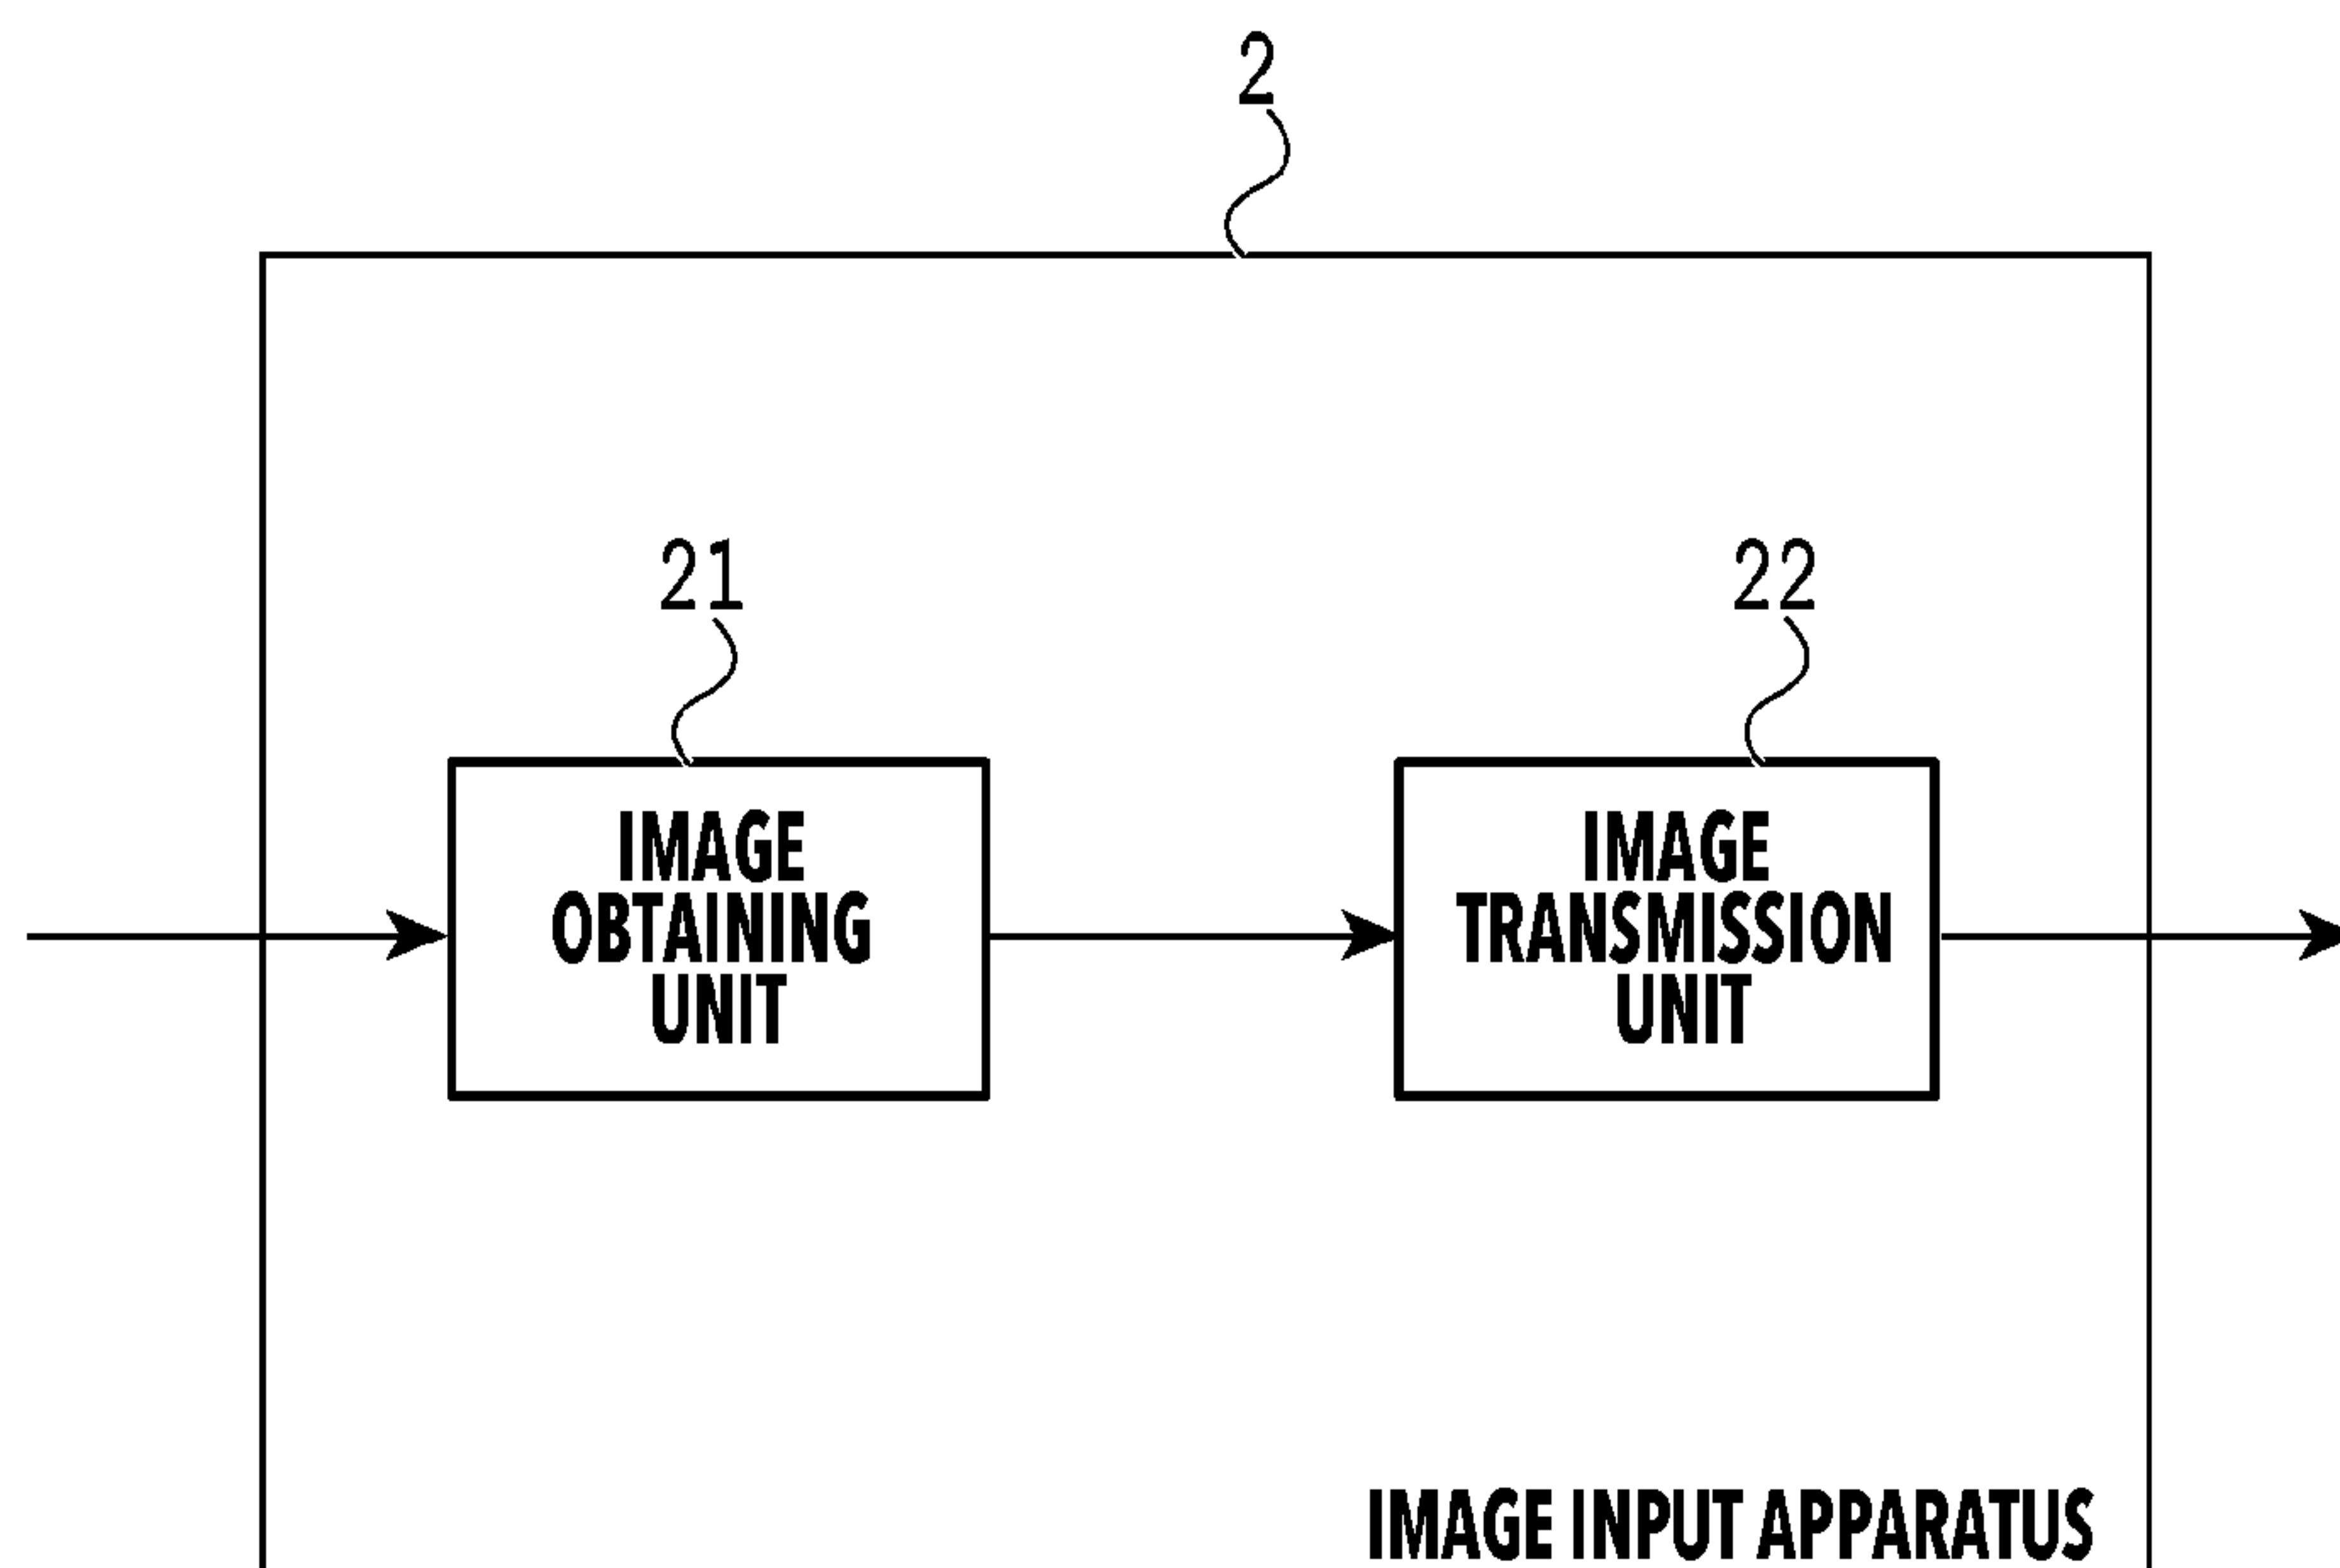 2
21
22
IMAGE
OBTAINING
UNIT
IMAGE
TRANSMISSION
UNIT
IMAGE INPUT APPARATUS